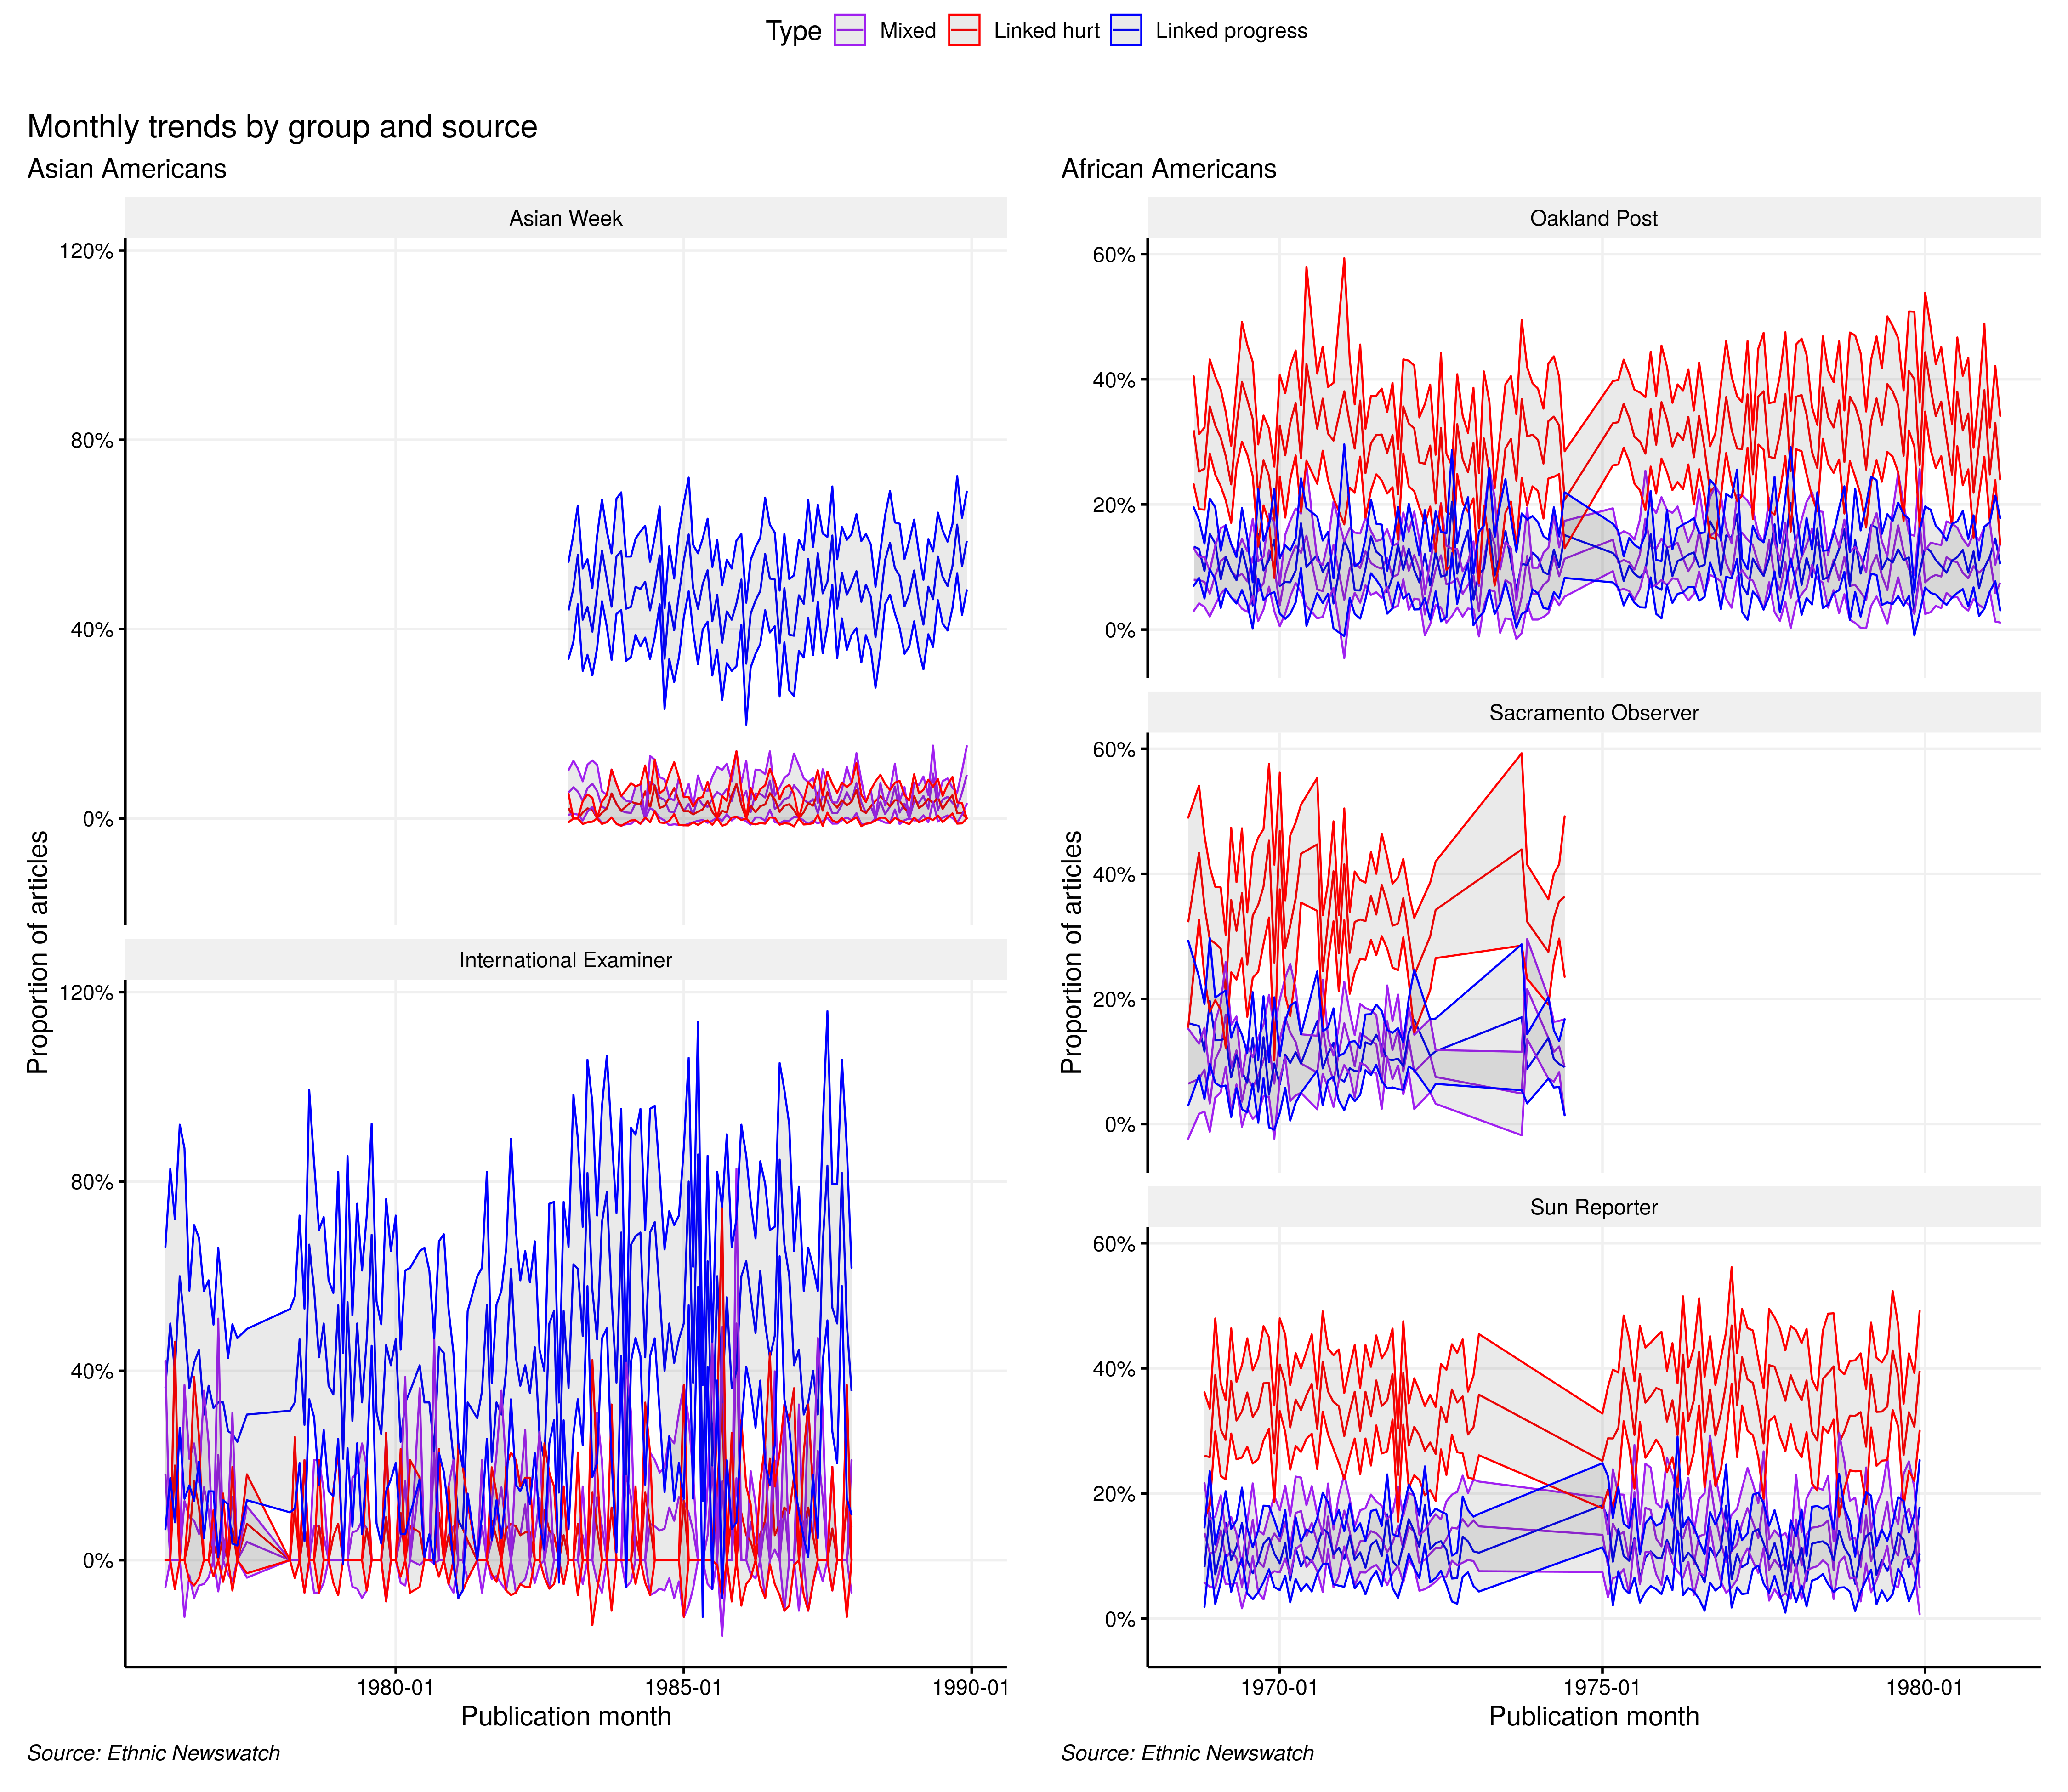 Type Mixed Linked hurt Linked progress
Monthly trends by group and source
Asian Americans
Asian Week
120%
80%
40%
0%
International Examiner
120%
80%
40%
0%
Proportion of articles
1980-01 1985-01 1990-01
Publication month
Source: Ethnic Newswatch
African Americans
Oakland Post
60%
40%
20%
0%
Sacramento Observer
60%
40%
20%
0%
Sun Reporter
60%
40%
20%
0%
Proportion of articles
1970-01 1975-01 1980-01
Publication month
Source: Ethnic Newswatch